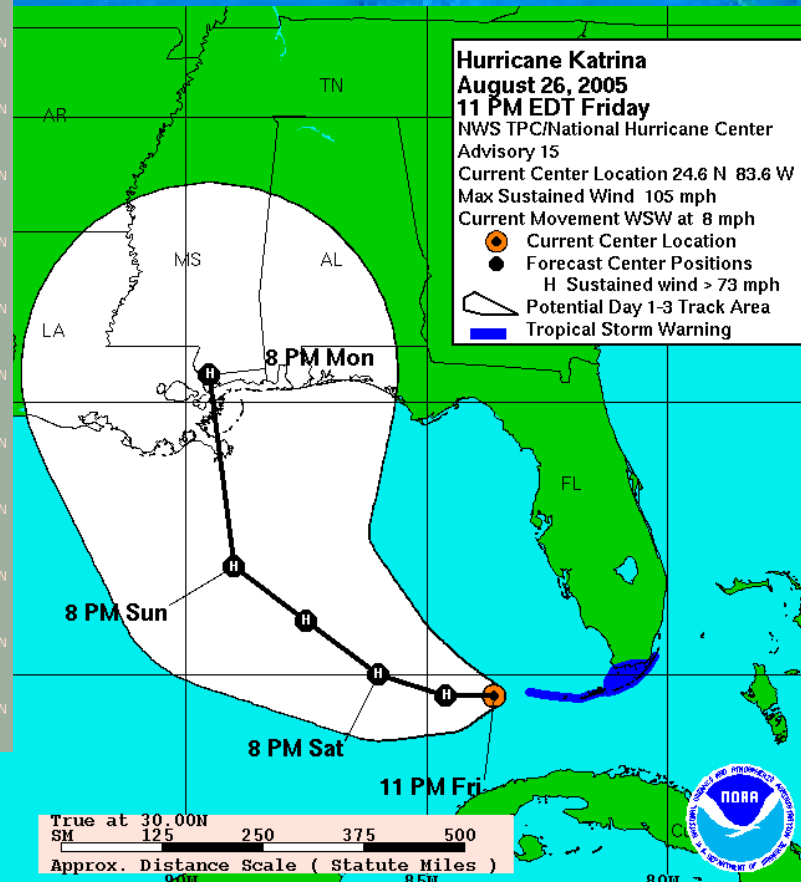 Hurricane Katrina
August 26, 2005
11 PM EDT Friday
NWS TPC/National Hurricane Center
Advisory 15
Current Center Location 24.6 N 83.6 W
Max Sustained Wind 105 mph
Current Movement WSW at 8 mph
Current Center Location
Forecast Center Positions
H Sustained wind > 73 mph
Potential Day 1-3 Track Area
Tropical Storm Warning
TN
AR
MS
AL
LA
8 PM Mon
H
FL
H
8 PM Sun
H
H
H
8 PM Sat
11 PM Fri
NOAA
True at 30.00N
SM 125 250 375 500
Approx. Distance Scale ( Statute Miles )
90W 85W 80W